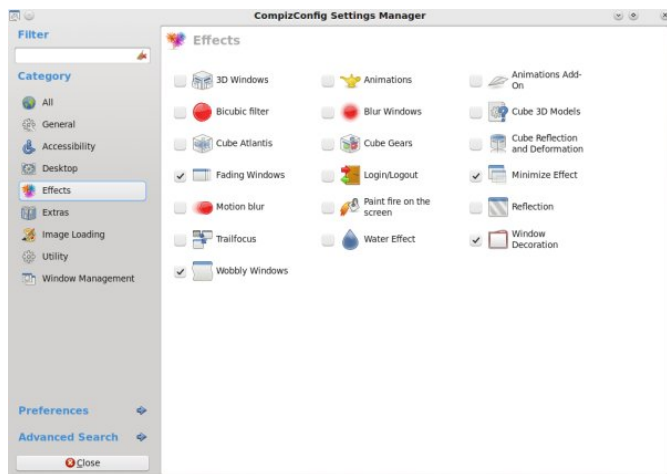 CompizConfig Settings Manager
Filter
Category
All
General
Accessibility
Desktop
Effects
Extras
Image Loading
Utility
Window Management
Preferences
Advanced Search
Close
Effects
3D Windows
Animations
Animations Add-
On
Bicubic filter
Blur Windows
Cube 3D Models
Cube Atlantis
Cube Gears
Cube Reflection
and Deformation
Fading Windows
Login/Logout
Minimize Effect
Motion blur
Paint fire on the
screen
Reflection
Trailfocus
Water Effect
Window
Decoration
Wobbly Windows